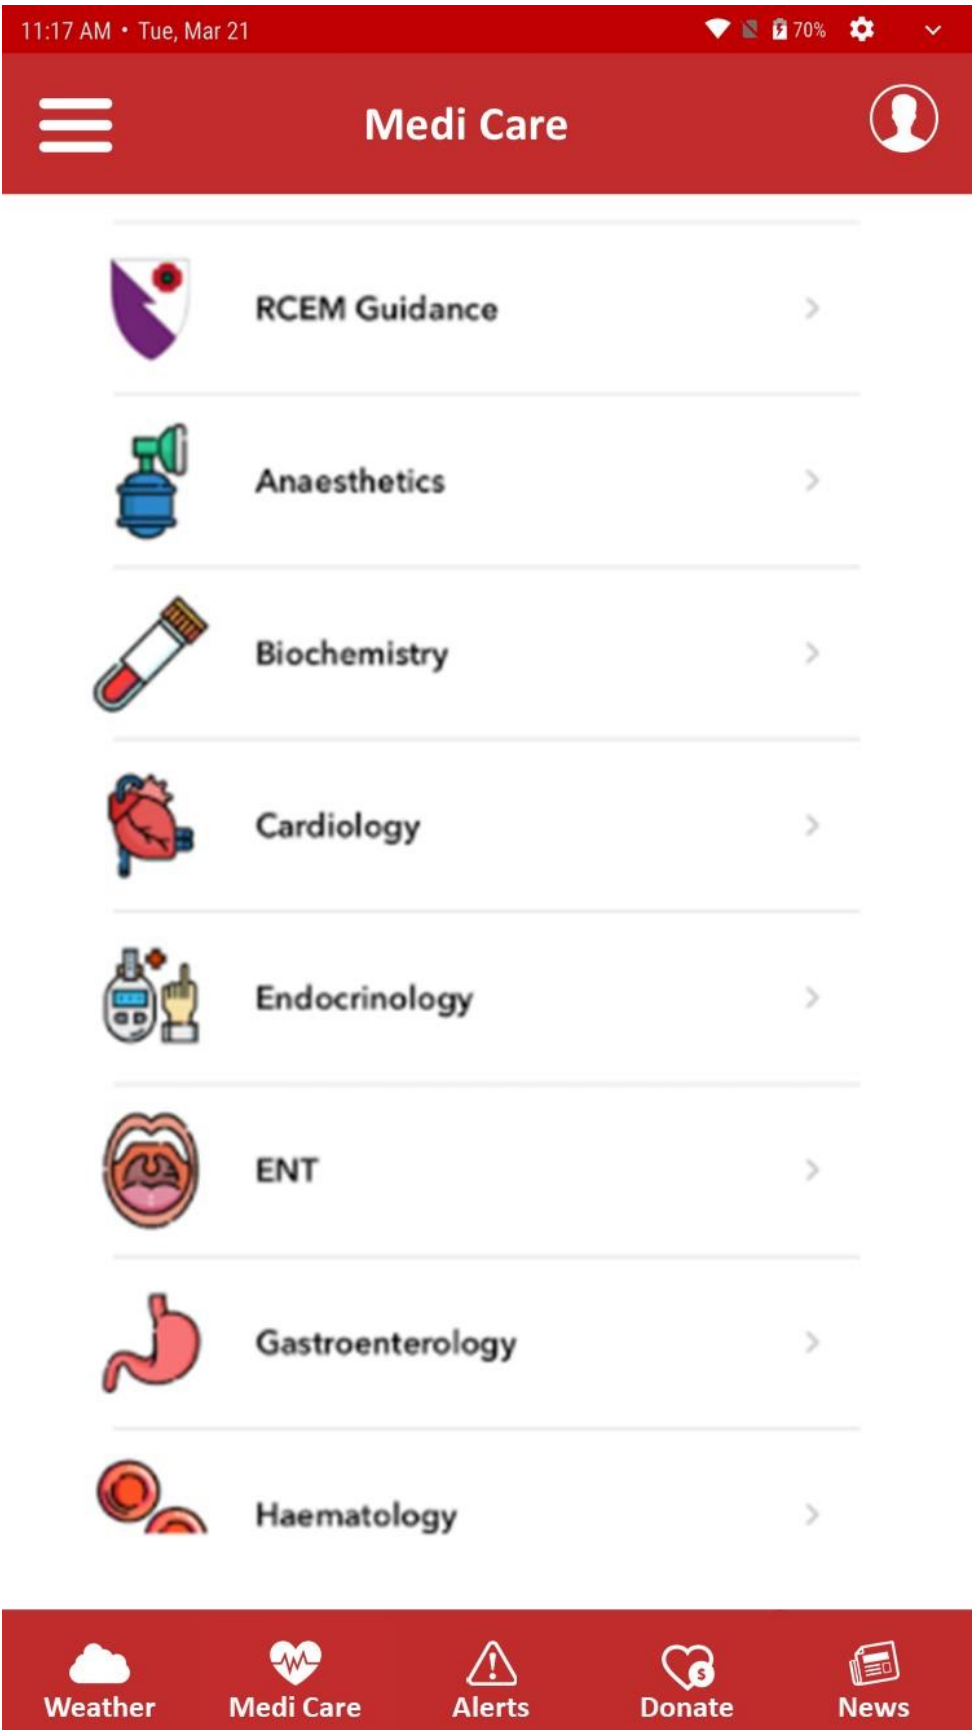 11:17 AM • Tue, Mar 21 70%
Medi Care
RCEM Guidance
Anaesthetics
Biochemistry
Cardiology
Endocrinology
ENT
Gastroenterology
Haematology
Weather Medi Care Alerts Donate News